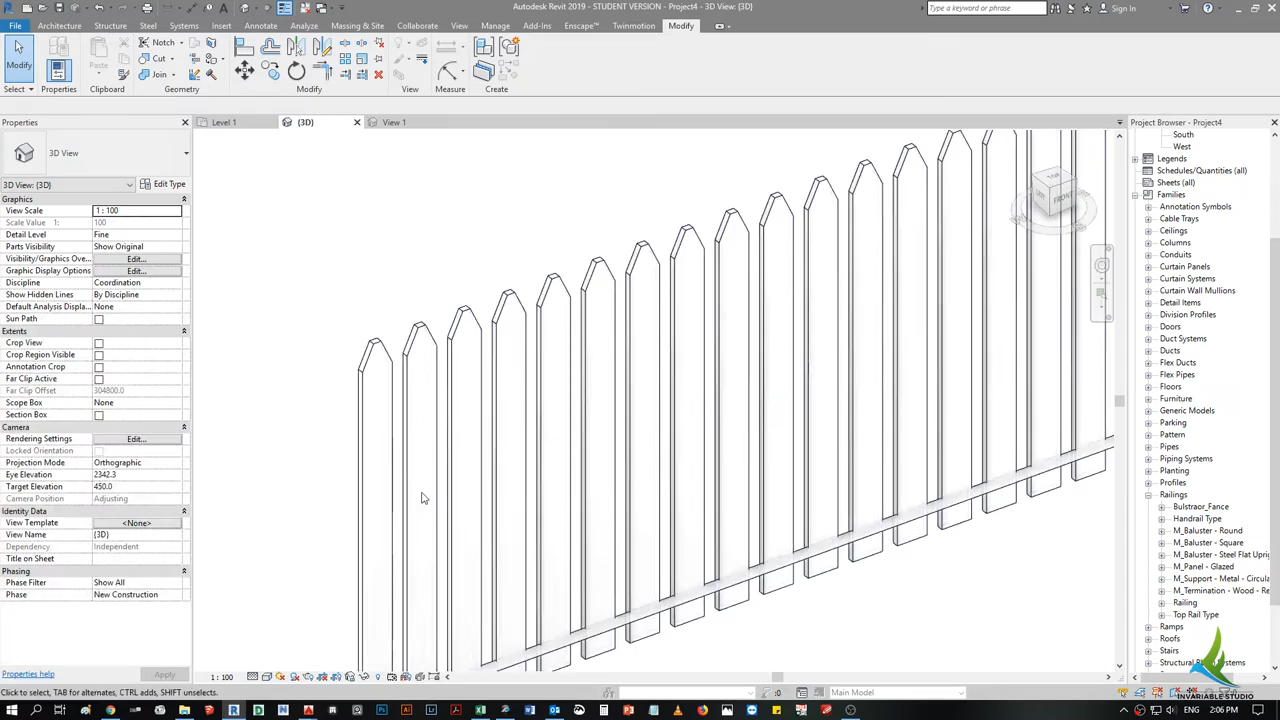 Autodesk Revit 2019 - STUDENT VERSION - Project4 - 3D View: {3D}
Type a keyword or phrase
Sign In
File Architecture Structure Steel Systems Insert Annotate Analyze Massing & Site Collaborate View Manage Add-Ins Enscape™ Twinmotion Modify
Modify
Paste
Notch
Cut
Join
Select
Properties
Clipboard
Geometry
Modify
View
Measure
Create
Properties
Level 1
{3D}
View 1
Project Browser - Project4
3D View
3D View: {3D}
Edit Type
Graphics
View Scale 1 : 100
Scale Value 1: 100
Detail Level Fine
Parts Visibility Show Original
Visibility/Graphics Ove... Edit...
Graphic Display Options Edit...
Discipline Coordination
Show Hidden Lines By Discipline
Default Analysis Displa... None
Sun Path
Extents
Crop View
Crop Region Visible
Annotation Crop
Far Clip Active
Far Clip Offset 304800.0
Scope Box None
Section Box
Camera
Rendering Settings Edit...
Locked Orientation
Projection Mode Orthographic
Eye Elevation 2342.3
Target Elevation 450.0
Camera Position Adjusting
Identity Data
View Template <None>
View Name {3D}
Dependency Independent
Title on Sheet
Phasing
Phase Filter Show All
Phase New Construction
Properties help
Apply
TOP
FRONT
South
West
Legends
Schedules/Quantities (all)
Sheets (all)
Families
Annotation Symbols
Cable Trays
Ceilings
Columns
Conduits
Curtain Panels
Curtain Systems
Curtain Wall Mullions
Detail Items
Division Profiles
Doors
Duct Systems
Ducts
Flex Ducts
Flex Pipes
Floors
Furniture
Generic Models
Parking
Pattern
Pipes
Piping Systems
Planting
Profiles
Railings
Bulstraor_Fance
Handrail Type
M_Baluster - Round
M_Baluster - Square
M_Baluster - Steel Flat Uprig
M_Panel - Glazed
M_Support - Metal - Circula
M_Termination - Wood - Re
Railing
Top Rail Type
Ramps
Roofs
Stairs
1 : 100
Click to select, TAB for alternates, CTRL adds, SHIFT unselects.
:0
Main Model
INVARIABLE STUDIO
ENG
2:06 PM